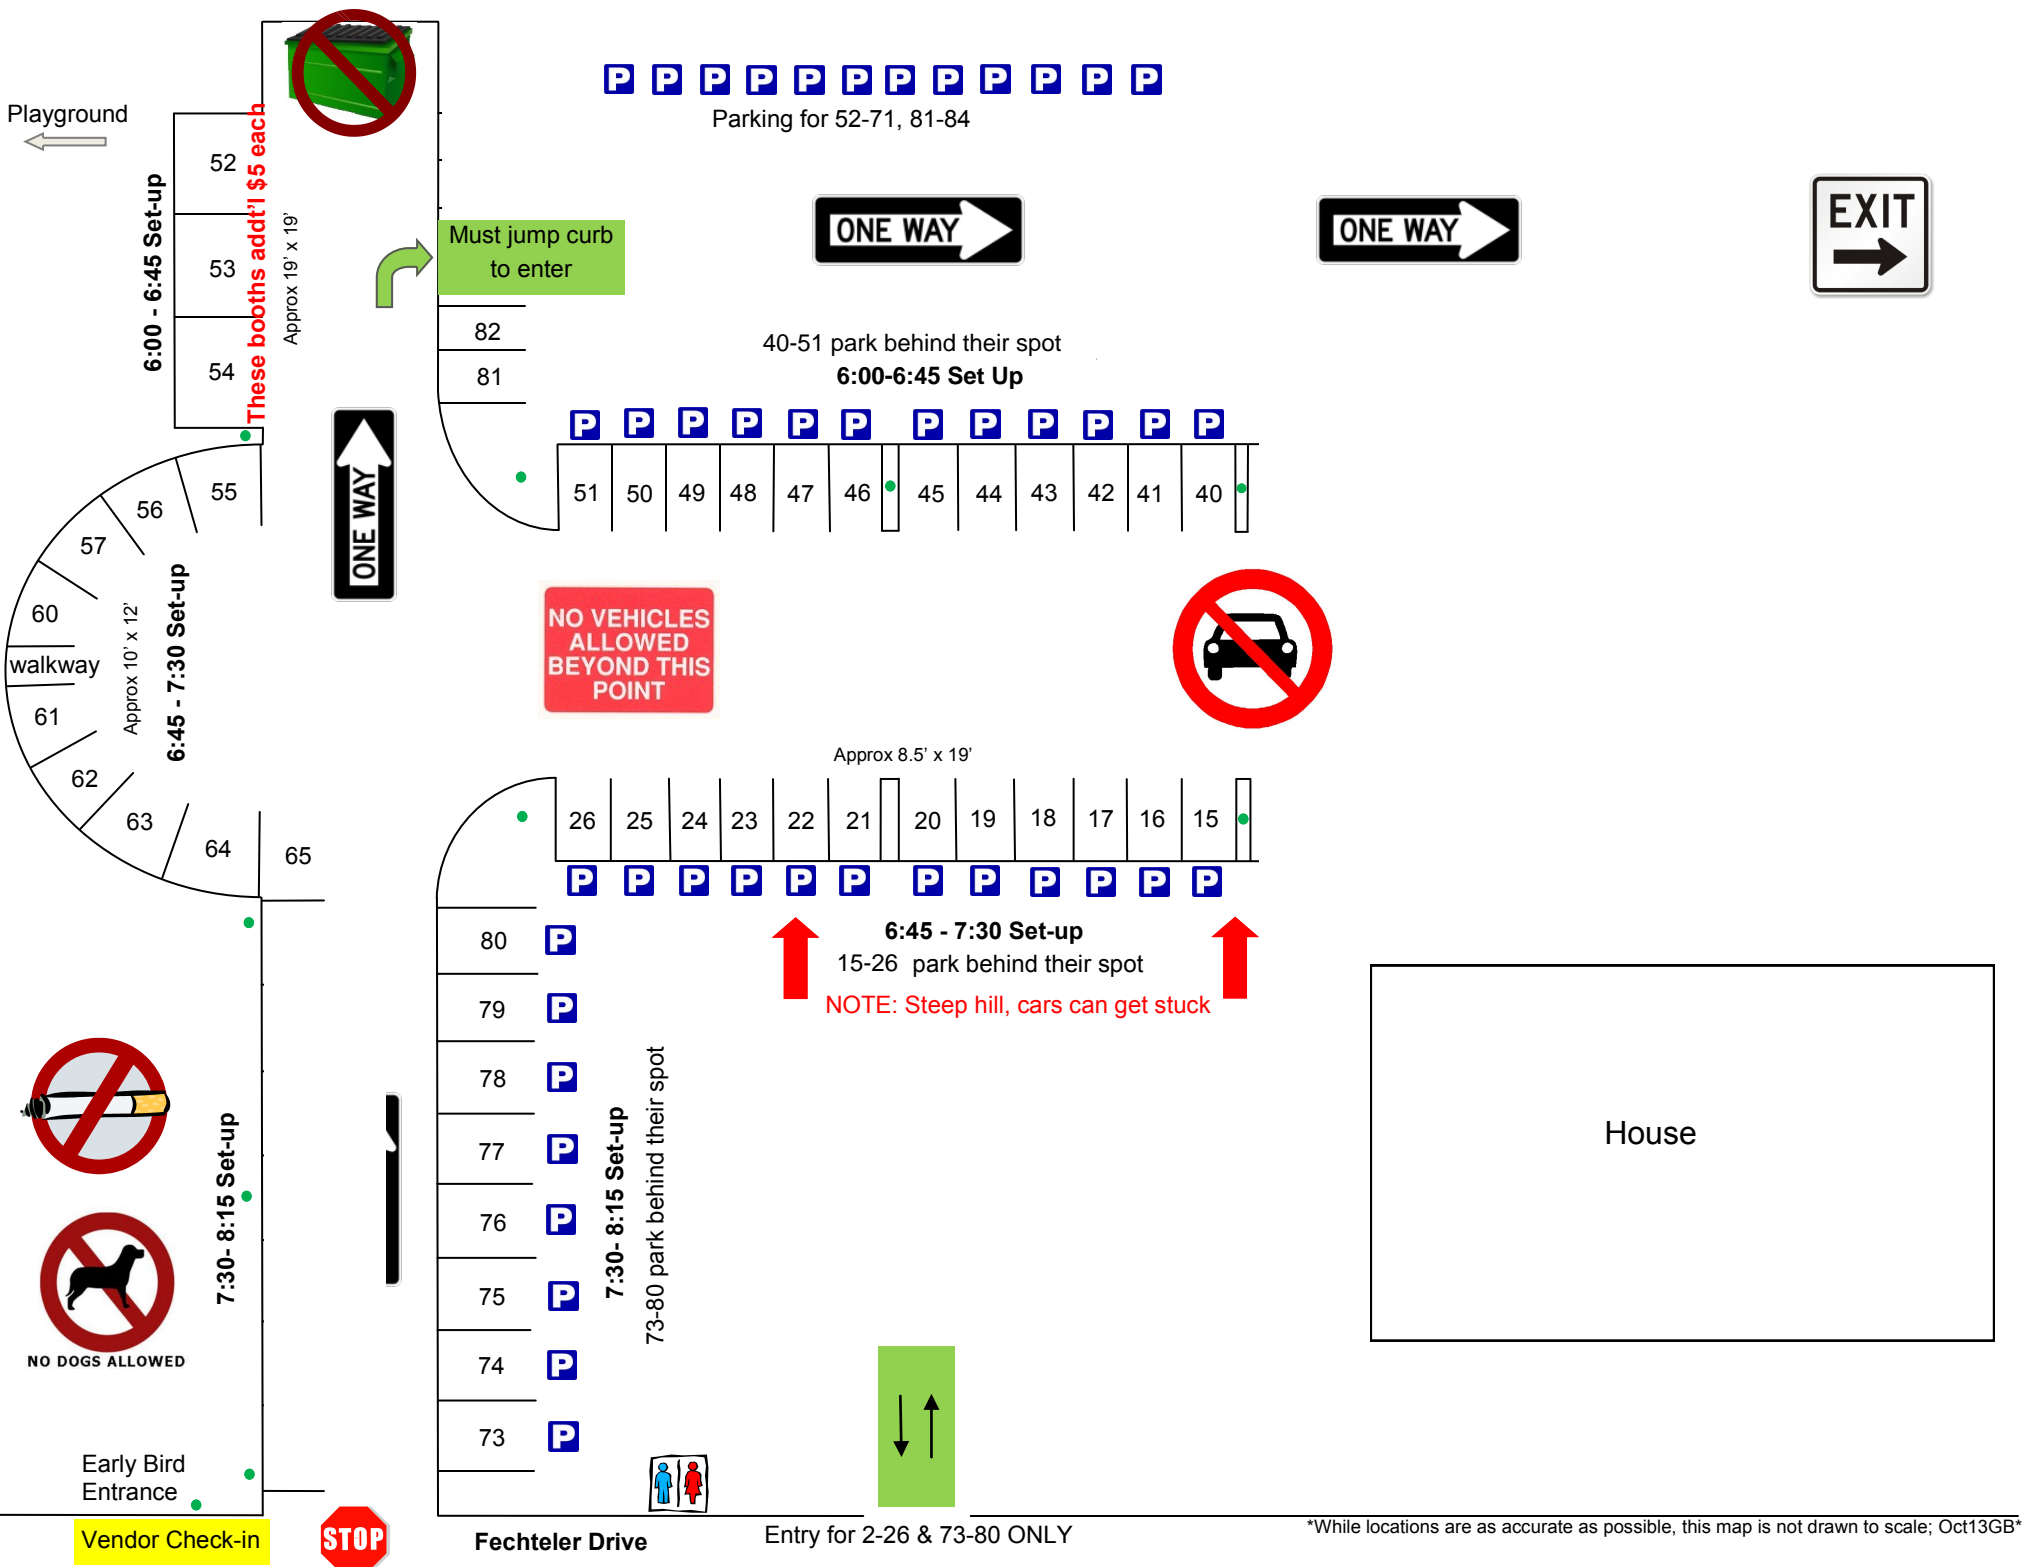 P P P P P P P P P P P P
Parking for 52-71, 81-84
Playground
52
53
54
6:00 - 6:45 Set-up
These booths addt'l $5 each
Approx 19' x 19'
ONE WAY
ONE WAY
EXIT
Must jump curb
to enter
82
81
40-51 park behind their spot
6:00-6:45 Set Up
P P P P P P P P P P P P
51 50 49 48 47 46 45 44 43 42 41 40
ONE WAY
55
56
57
60
walkway
61
62
63
64
65
Approx 10' x 12'
6:45 - 7:30 Set-up
NO VEHICLES
ALLOWED
BEYOND THIS
POINT
Approx 8.5' x 19'
26 25 24 23 22 21 20 19 18 17 16 15
P P P P P P P P P P P P
6:45 - 7:30 Set-up
15-26 park behind their spot
NOTE: Steep hill, cars can get stuck
80 P
79 P
78 P
77 P
76 P
75 P
74 P
73 P
7:30- 8:15 Set-up
73-80 park behind their spot
House
7:30- 8:15 Set-up
NO DOGS ALLOWED
Early Bird
Entrance
Vendor Check-in
STOP
Fechteler Drive
Entry for 2-26 & 73-80 ONLY
*While locations are as accurate as possible, this map is not drawn to scale; Oct13GB*